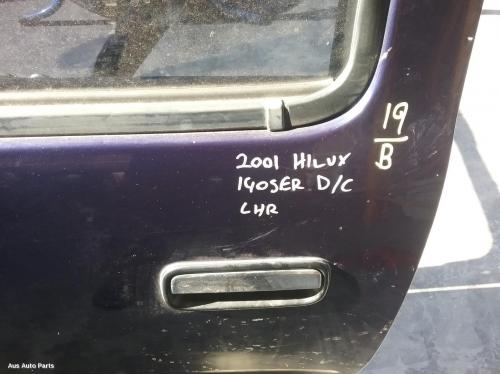 19
B
2001 HILUX
140SER D/C
LHR
Aus Auto Parts